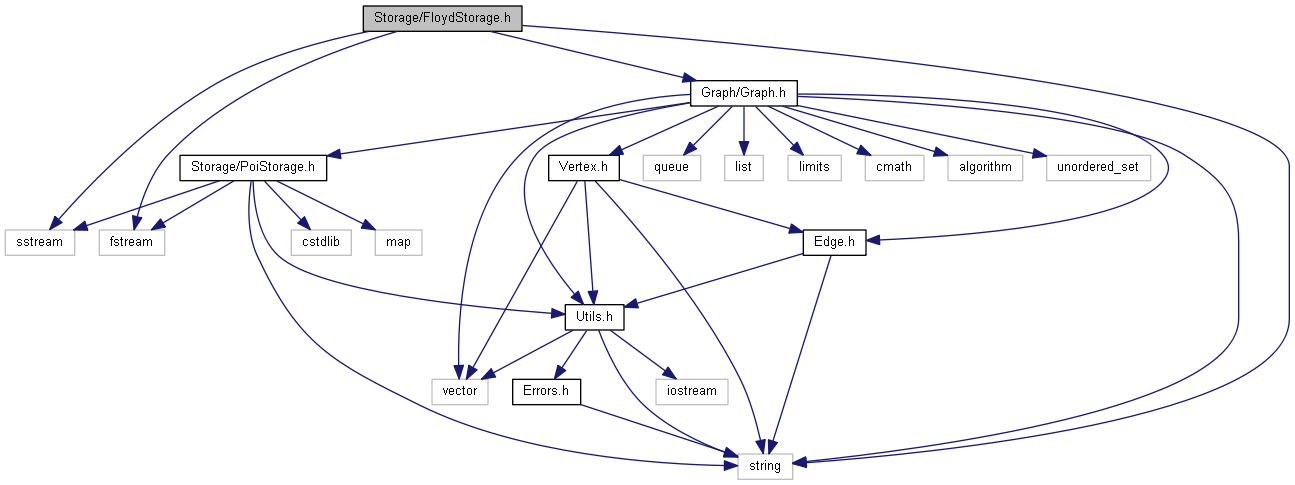 Storage/FloydStorage.h
Graph/Graph.h
Storage/PoiStorage.h
Vertex.h
queue
list
limits
cmath
algorithm
unordered_set
sstream
fstream
cstdlib
map
Edge.h
Utils.h
vector
Errors.h
iostream
string